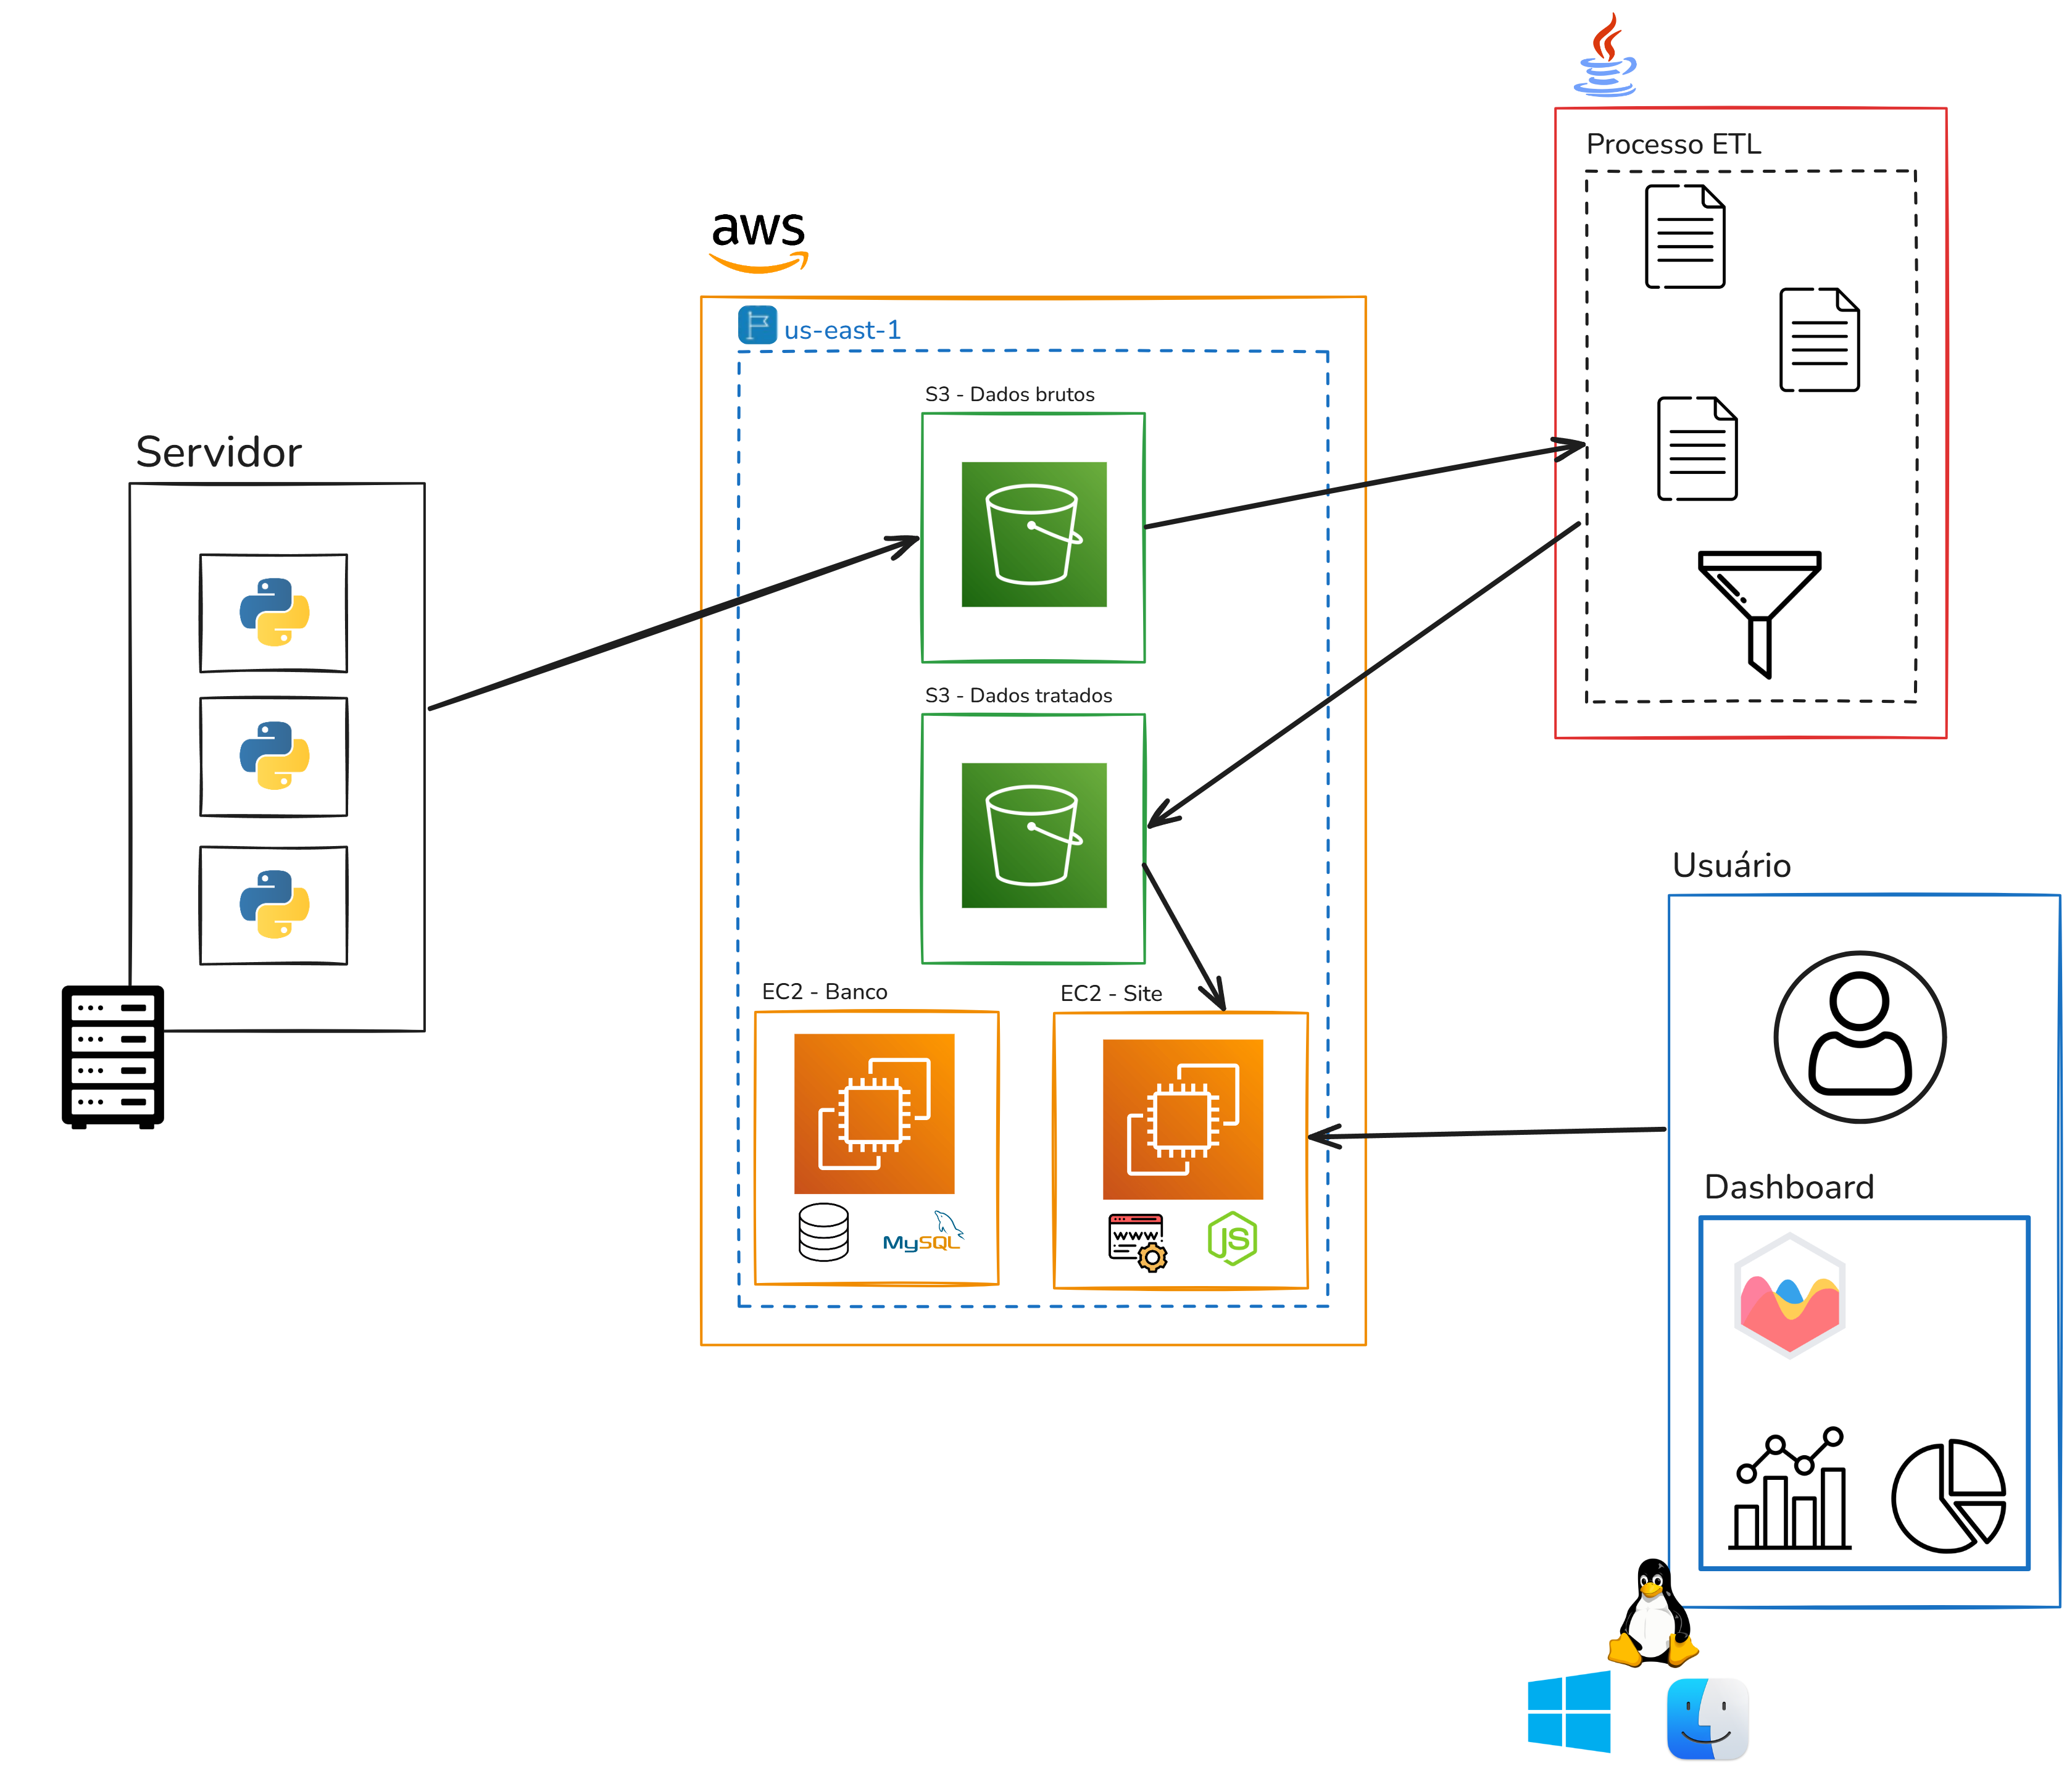 Processo ETL
aws
us-east-1
S3 - Dados brutos
Servidor
S3 - Dados tratados
Usuário
EC2 - Banco
EC2 - Site
Dashboard
MySQL
www
JS